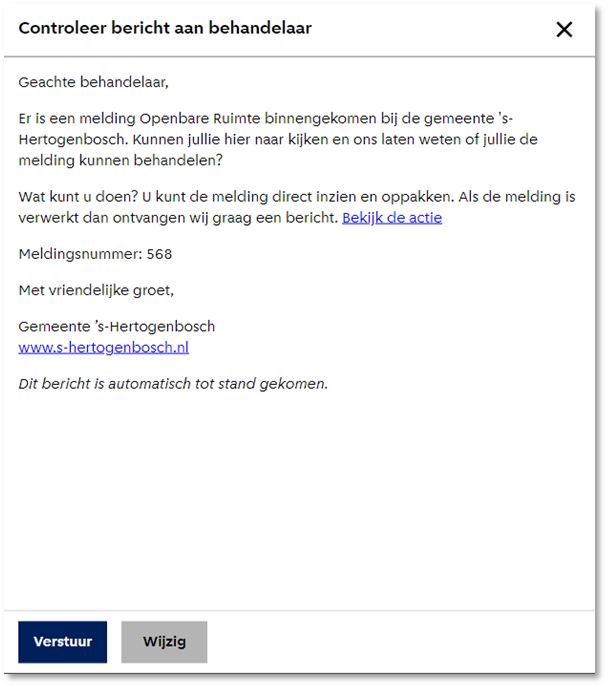 Controleer bericht aan behandelaar
Geachte behandelaar,
Er is een melding Openbare Ruimte binnengekomen bij de gemeente 's-
Hertogenbosch. Kunnen jullie hier naar kijken en ons laten weten of jullie de
melding kunnen behandelen?
Wat kunt u doen? U kunt de melding direct inzien en oppakken. Als de melding is
verwerkt dan ontvangen wij graag een bericht. Bekijk de actie
Meldingsnummer: 568
Met vriendelijke groet,
Gemeente 's-Hertogenbosch
www.s-hertogenbosch.nl
Dit bericht is automatisch tot stand gekomen.
Verstuur
Wijzig